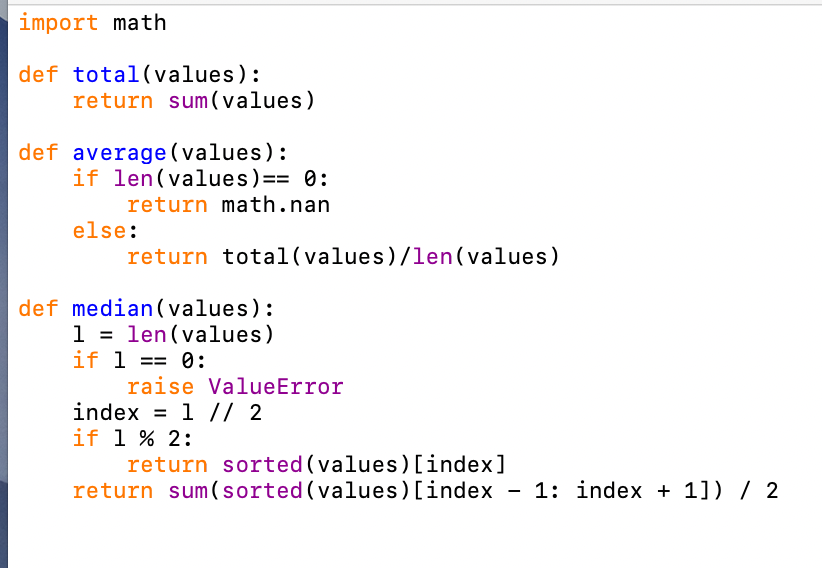 import math

def total(values):
    return sum(values)

def average(values):
    if len(values)== 0:
        return math.nan
    else:
        return total(values)/len(values)

def median(values):
    l = len(values)
    if l == 0:
        raise ValueError
    index = l // 2
    if l % 2:
        return sorted(values)[index]
    return sum(sorted(values)[index - 1: index + 1]) / 2